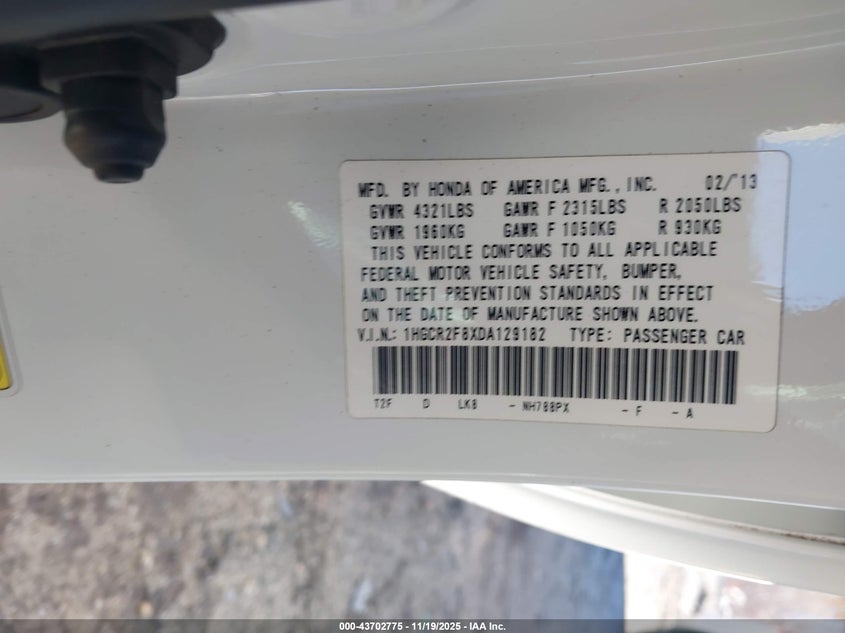 MFD. BY HONDA OF AMERICA MFG., INC. 02/'13
GVWR 4321LBS GAWR F 2315LBS R 2050LBS
GVWR 1960KG GAWR F 1050KG R 930KG
THIS VEHICLE CONFORMS TO ALL APPLICABLE
FEDERAL MOTOR VEHICLE SAFETY, BUMPER,
AND THEFT PREVENTION STANDARDS IN EFFECT
ON THE DATE OF MANUFACTURE SHOWN ABOVE.
V.I.N.: 1HGCR2F8XDA129182 TYPE: PASSENGER CAR
T2F D LK8 - NH788PX - F - A
000-43702775 - 11/19/2025 - IAA Inc.